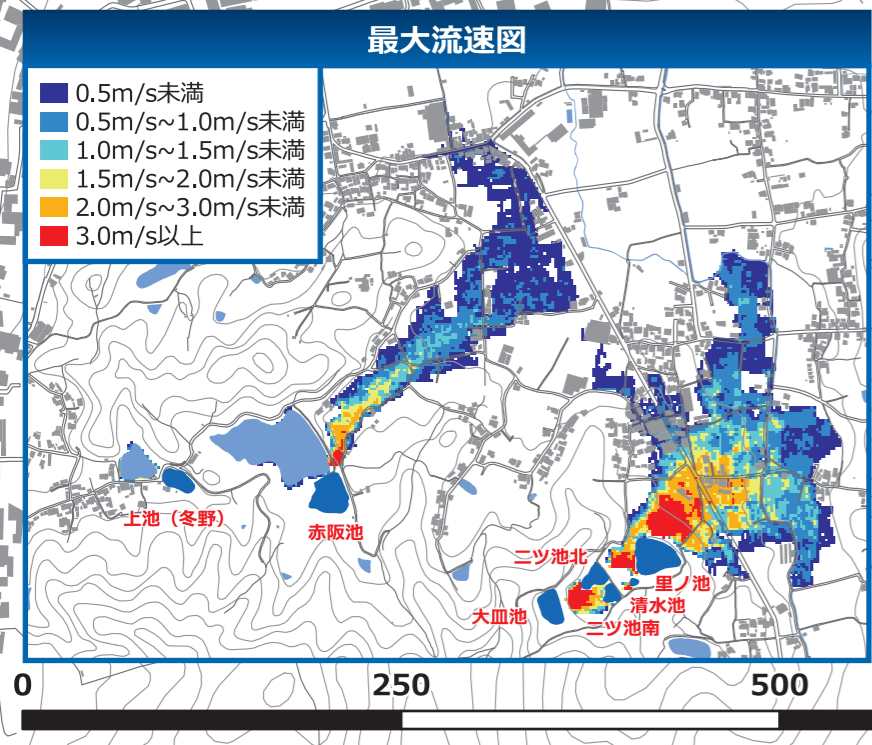 最大流速図
0.5m/s未満
0.5m/s~1.0m/s未満
1.0m/s~1.5m/s未満
1.5m/s~2.0m/s未満
2.0m/s~3.0m/s未満
3.0m/s以上
上池（冬野）
赤阪池
二ツ池北
里ノ池
清水池
大皿池
二ツ池南
0 250 500